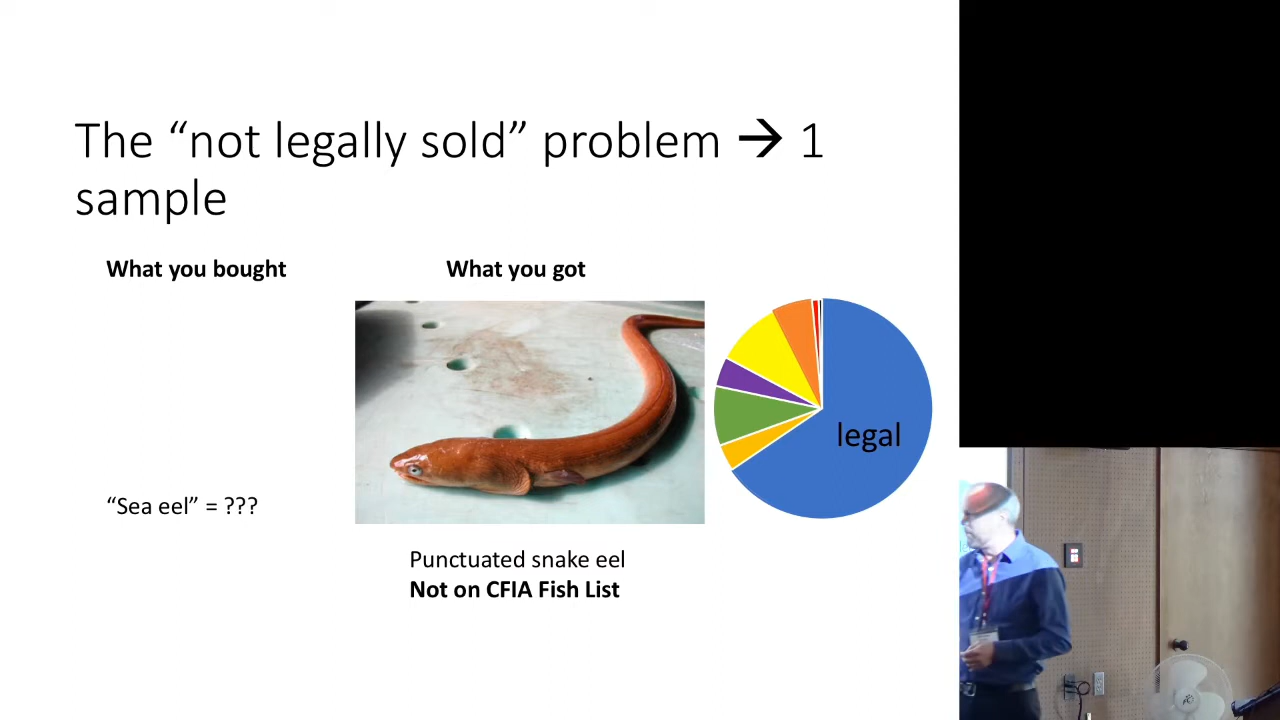 The “not legally sold” problem → 1
sample
What you bought
What you got
legal
“Sea eel” = ???
Punctuated snake eel
Not on CFIA Fish List